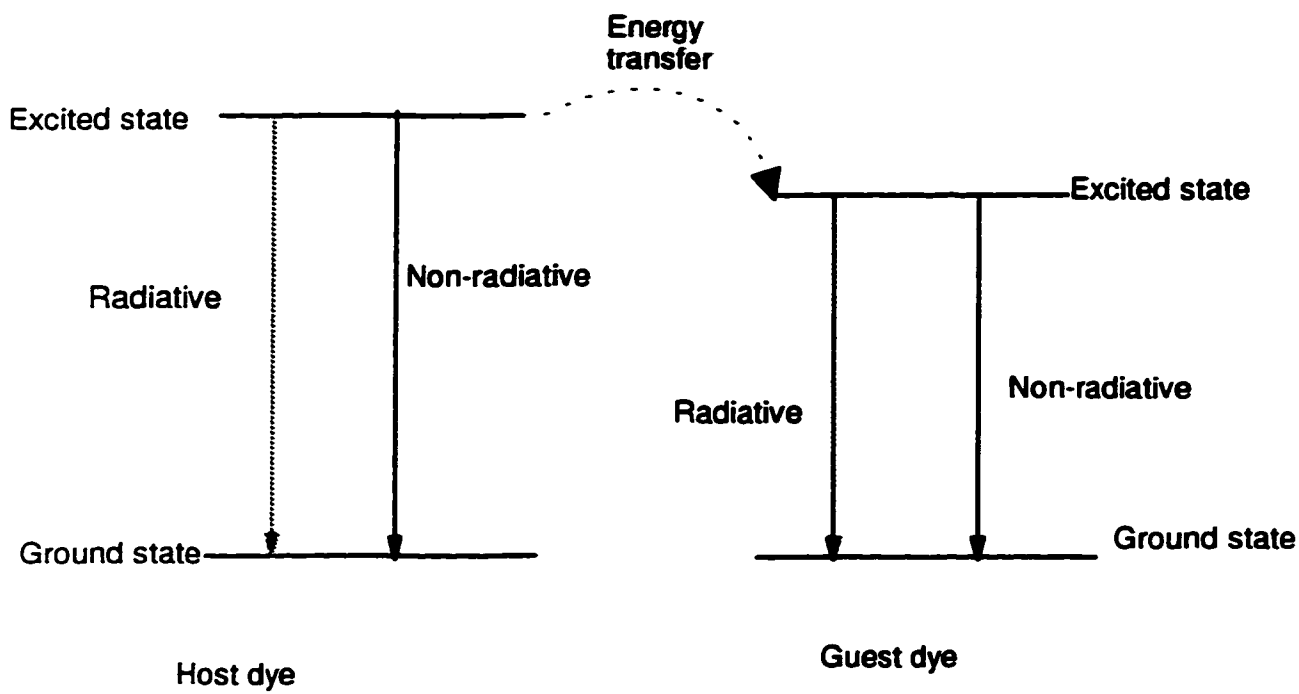 Energy
transfer
Excited state
Excited state
Non-radiative
Radiative
Non-radiative
Radiative
Ground state
Ground state
Host dye
Guest dye